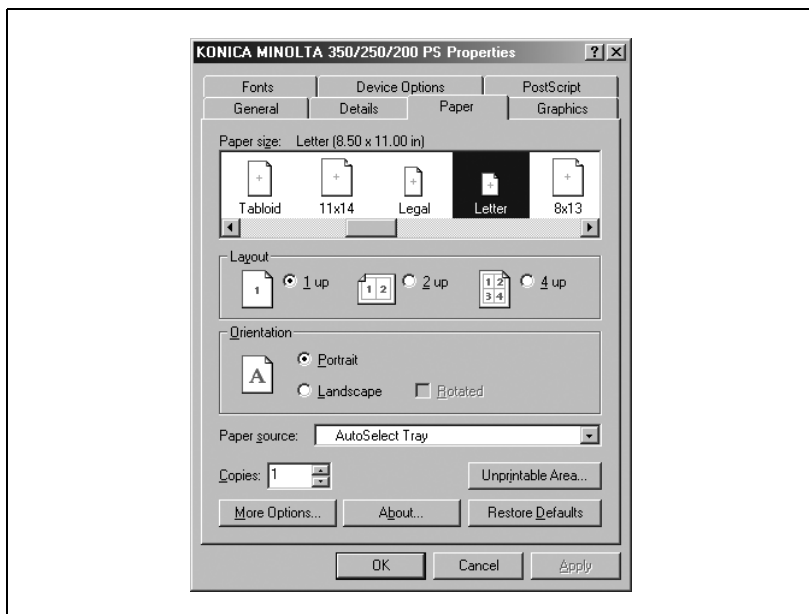 KONICA MINOLTA 350/250/200 PS Properties
Fonts Device Options PostScript
General Details Paper Graphics
Paper size: Letter (8.50 x 11.00 in)
Tabloid 11x14 Legal Letter 8x13
Layout
1 1 up 1 2 2 up 1 2 4 up
3 4
Orientation
A Portrait
Landscape Rotated
Paper source: AutoSelect Tray
Copies: 1 Unprintable Area...
More Options... About... Restore Defaults
OK Cancel Apply